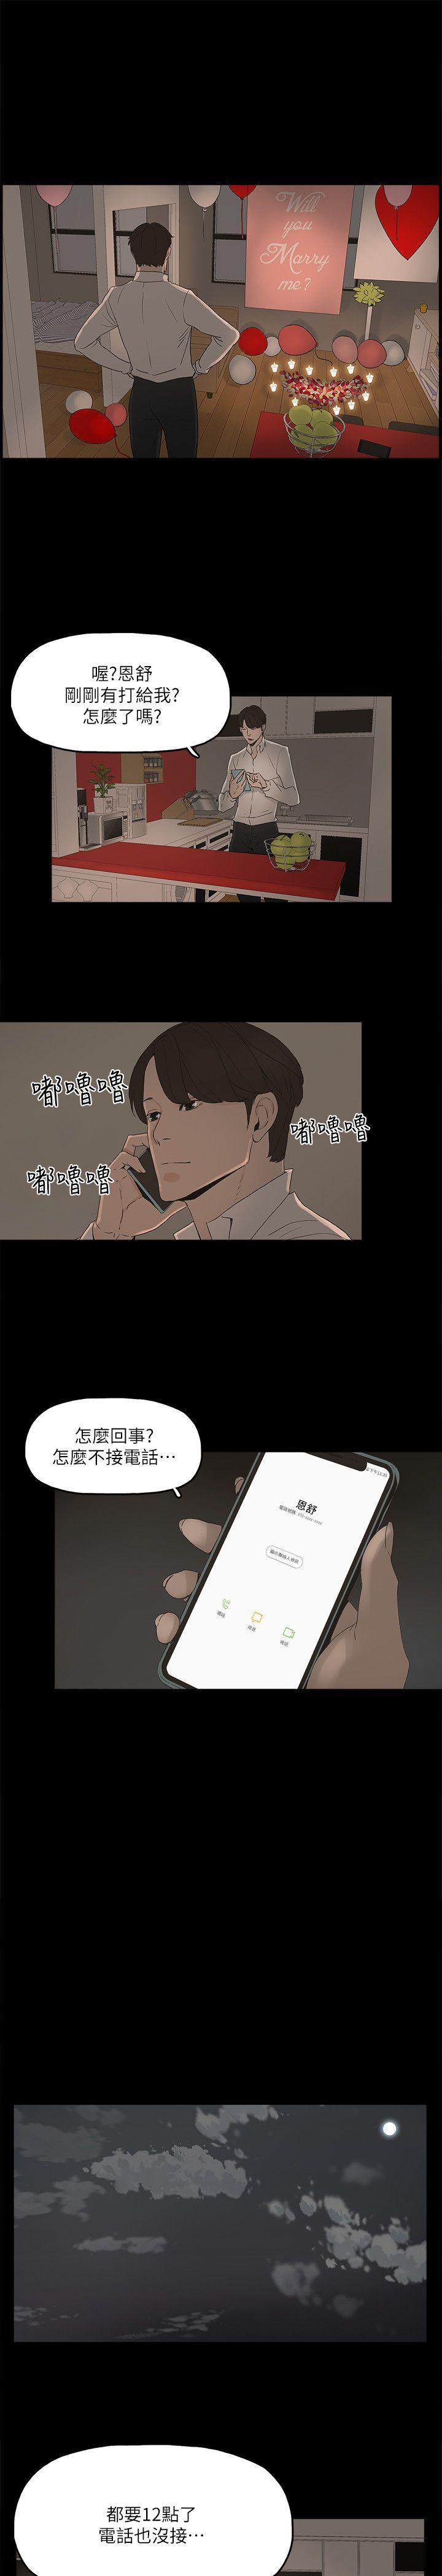 Will
you
Marry
me?
喔?恩舒
剛剛有打給我?
怎麼了嗎?
嘟嚕嚕
嘟嚕嚕
嘟嚕嚕
怎麼回事?
怎麼不接電話…
恩舒
都要12點了
電話也沒接…